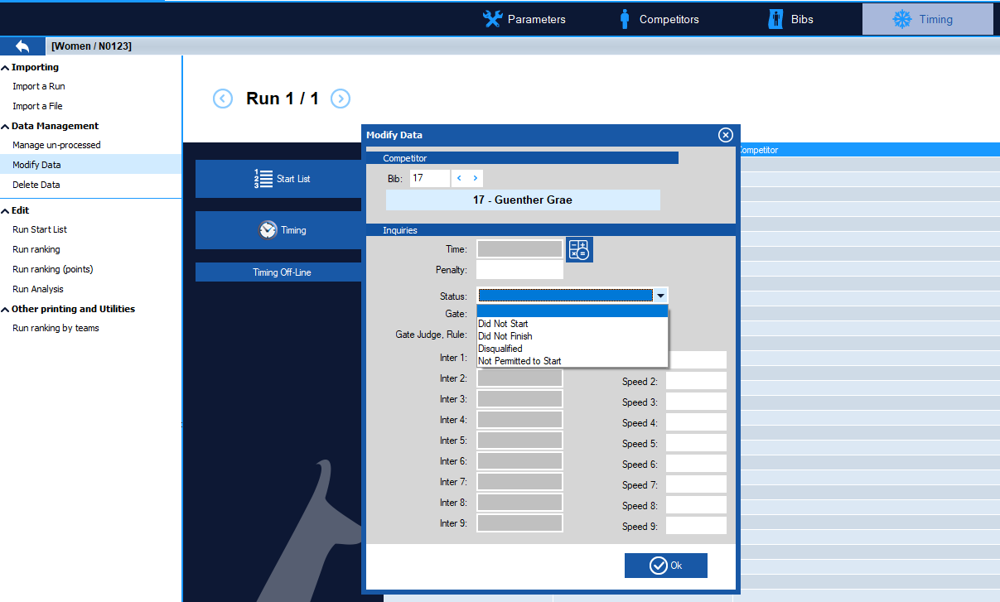 Parameters
Competitors
Bibs
Timing
[Women / N0123]
Importing
Import a Run
Import a File
Data Management
Manage un-processed
Modify Data
Delete Data
Edit
Run Start List
Run ranking
Run ranking (points)
Run Analysis
Other printing and Utilities
Run ranking by teams
Run 1 / 1
1
2
3
Start List
Timing
Timing Off-Line
Modify Data
Competitor
Bib: 17
17 - Guenther Grae
Inquiries
Time:
Penalty:
Status:
Gate:
Gate Judge, Rule:
Did Not Start
Did Not Finish
Disqualified
Not Permitted to Start
Inter 1:
Inter 2:
Speed 2:
Inter 3:
Speed 3:
Inter 4:
Speed 4:
Inter 5:
Speed 5:
Inter 6:
Speed 6:
Inter 7:
Speed 7:
Inter 8:
Speed 8:
Inter 9:
Speed 9:
Ok
ompetitor